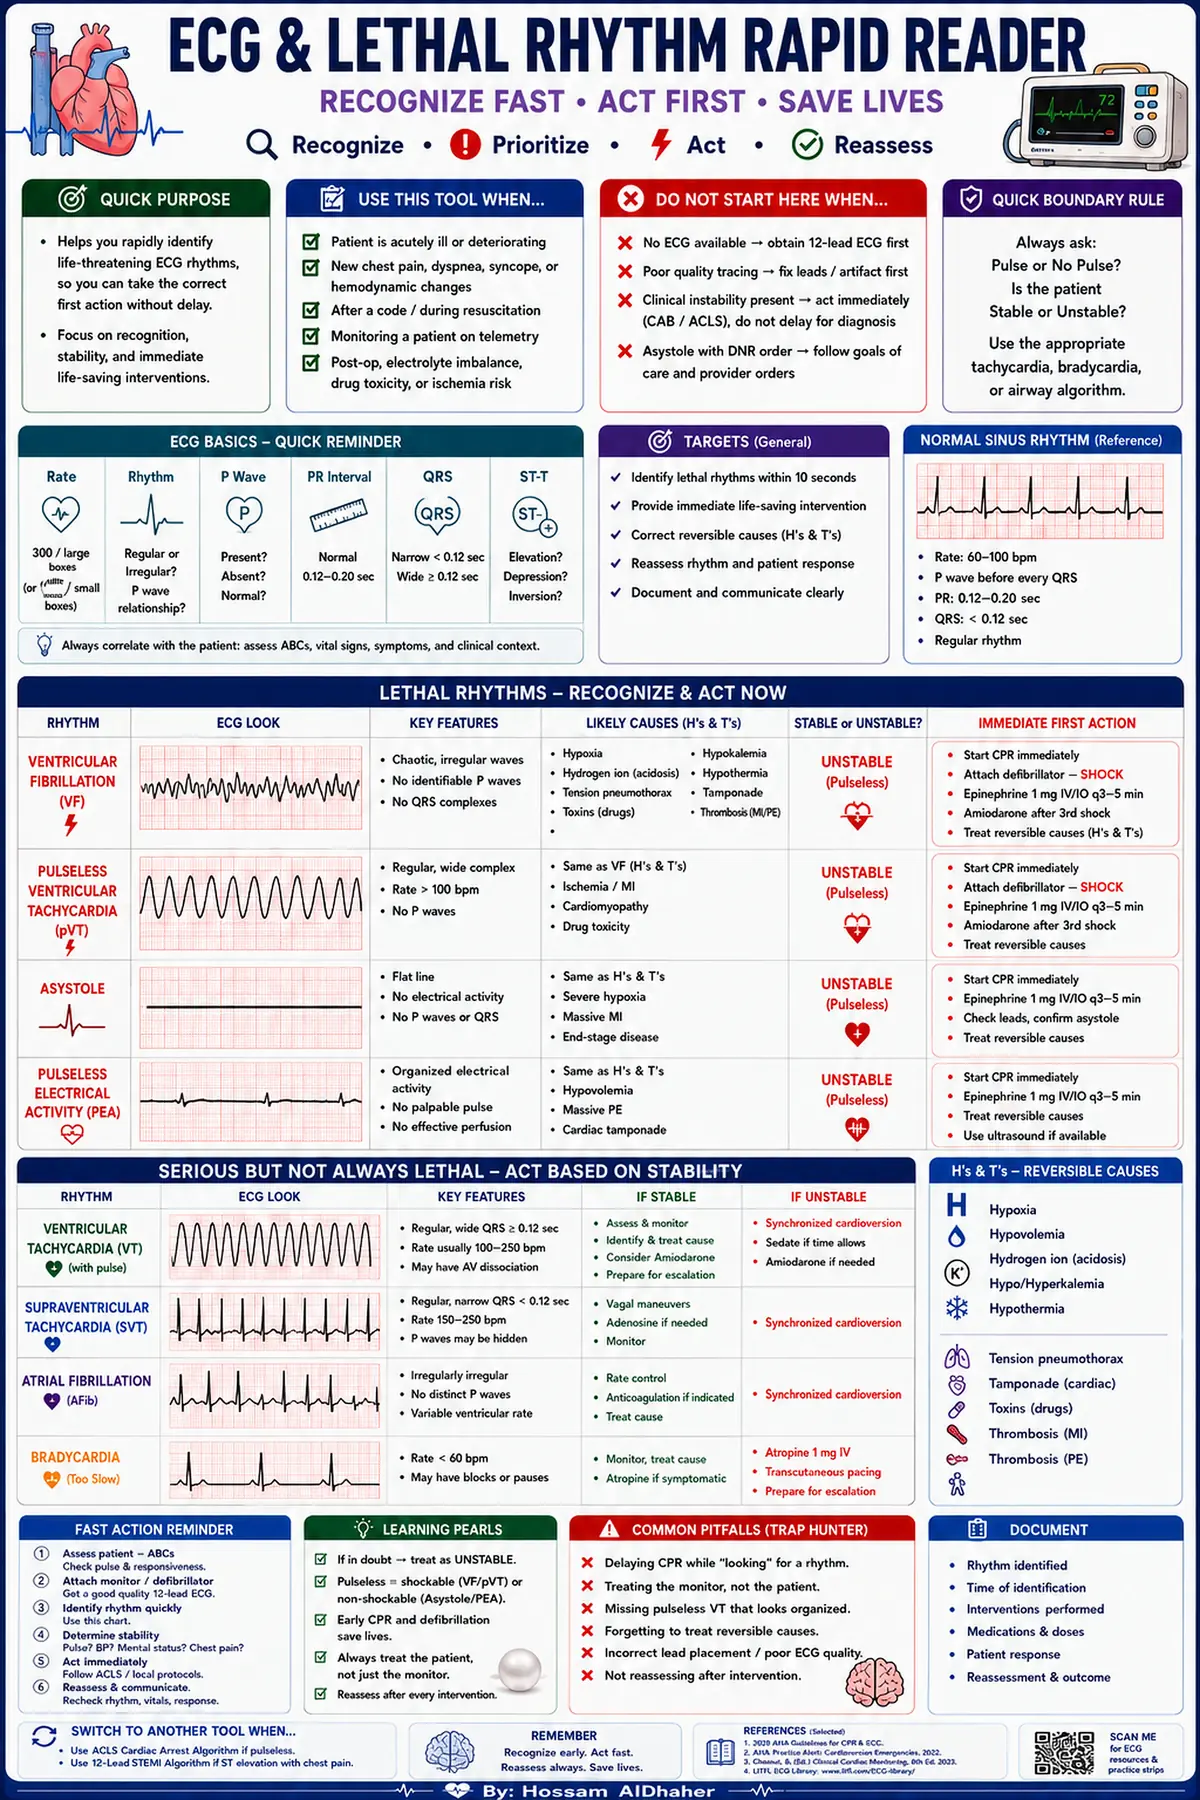 ECG & LETHAL RHYTHM RAPID READER
RECOGNIZE FAST • ACT FIRST • SAVE LIVES
Recognize • Prioritize • Act • Reassess
72
QUICK PURPOSE
• Helps you rapidly identify
life-threatening ECG rhythms,
so you can take the correct
first action without delay.
• Focus on recognition,
stability, and immediate
life-saving interventions.
USE THIS TOOL WHEN...
Patient is acutely ill or deteriorating
New chest pain, dyspnea, syncope, or
hemodynamic changes
After a code / during resuscitation
Monitoring a patient on telemetry
Post-op, electrolyte imbalance,
drug toxicity, or ischemia risk
DO NOT START HERE WHEN...
No ECG available → obtain 12-lead ECG first
Poor quality tracing → fix leads / artifact first
Clinical instability present → act immediately
(CAB / ACLS), do not delay for diagnosis
Asystole with DNR order → follow goals of
care and provider orders
QUICK BOUNDARY RULE
Always ask:
Pulse or No Pulse?
Is the patient
Stable or Unstable?
Use the appropriate
tachycardia, bradycardia,
or airway algorithm.
ECG BASICS – QUICK REMINDER
Rate
300 / large
boxes
(or / small
boxes)
Rhythm
Regular or
Irregular?
P wave
relationship?
P Wave
P
Present?
Absent?
Normal?
PR Interval
Normal
0.12–0.20 sec
QRS
QRS
Narrow < 0.12 sec
Wide ≥ 0.12 sec
ST-T
ST-
Elevation?
Depression?
Inversion?
Always correlate with the patient: assess ABCs, vital signs, symptoms, and clinical context.
TARGETS (General)
✓ Identify lethal rhythms within 10 seconds
✓ Provide immediate life-saving intervention
✓ Correct reversible causes (H's & T's)
✓ Reassess rhythm and patient response
✓ Document and communicate clearly
NORMAL SINUS RHYTHM (Reference)
• Rate: 60–100 bpm
• P wave before every QRS
• PR: 0.12–0.20 sec
• QRS: < 0.12 sec
• Regular rhythm
LETHAL RHYTHMS – RECOGNIZE & ACT NOW
RHYTHM ECG LOOK KEY FEATURES LIKELY CAUSES (H's & T's) STABLE or UNSTABLE? IMMEDIATE FIRST ACTION
VENTRICULAR
FIBRILLATION
(VF)
• Chaotic, irregular waves
• No identifiable P waves
• No QRS complexes
• Hypoxia
• Hydrogen ion (acidosis)
• Tension pneumothorax
• Toxins (drugs)
•
• Hypokalemia
• Hypothermia
• Tamponade
• Thrombosis (MI/PE)
UNSTABLE
(Pulseless)
• Start CPR immediately
• Attach defibrillator – SHOCK
• Epinephrine 1 mg IV/IO q3–5 min
• Amiodarone after 3rd shock
• Treat reversible causes (H's & T's)
PULSELESS
VENTRICULAR
TACHYCARDIA
(pVT)
• Regular, wide complex
• Rate > 100 bpm
• No P waves
• Same as VF (H's & T's)
• Ischemia / MI
• Cardiomyopathy
• Drug toxicity
UNSTABLE
(Pulseless)
• Start CPR immediately
• Attach defibrillator – SHOCK
• Epinephrine 1 mg IV/IO q3–5 min
• Amiodarone after 3rd shock
• Treat reversible causes
ASYSTOLE
• Flat line
• No electrical activity
• No P waves or QRS
• Same as H's & T's
• Severe hypoxia
• Massive MI
• End-stage disease
UNSTABLE
(Pulseless)
• Start CPR immediately
• Epinephrine 1 mg IV/IO q3–5 min
• Check leads, confirm asystole
• Treat reversible causes
PULSELESS
ELECTRICAL
ACTIVITY (PEA)
• Organized electrical
activity
• No palpable pulse
• No effective perfusion
• Same as H's & T's
• Hypovolemia
• Massive PE
• Cardiac tamponade
UNSTABLE
(Pulseless)
• Start CPR immediately
• Epinephrine 1 mg IV/IO q3–5 min
• Treat reversible causes
• Use ultrasound if available
SERIOUS BUT NOT ALWAYS LETHAL – ACT BASED ON STABILITY
RHYTHM ECG LOOK KEY FEATURES IF STABLE IF UNSTABLE
VENTRICULAR
TACHYCARDIA (VT)
(with pulse)
• Regular, wide QRS ≥ 0.12 sec
• Rate usually 100–250 bpm
• May have AV dissociation
• Assess & monitor
• Identify & treat cause
• Consider Amiodarone
• Prepare for escalation
• Synchronized cardioversion
• Sedate if time allows
• Amiodarone if needed
SUPRAVENTRICULAR
TACHYCARDIA (SVT)
• Regular, narrow QRS < 0.12 sec
• Rate 150–250 bpm
• P waves may be hidden
• Vagal maneuvers
• Adenosine if needed
• Monitor
• Synchronized cardioversion
ATRIAL FIBRILLATION
(AFib)
• Irregularly irregular
• No distinct P waves
• Variable ventricular rate
• Rate control
• Anticoagulation if indicated
• Treat cause
• Synchronized cardioversion
BRADYCARDIA
(Too Slow)
• Rate < 60 bpm
• May have blocks or pauses
• Monitor, treat cause
• Atropine if symptomatic
• Atropine 1 mg IV
• Transcutaneous pacing
• Prepare for escalation
H's & T's – REVERSIBLE CAUSES
H Hypoxia
Hypovolemia
Hydrogen ion (acidosis)
K+ Hypo/Hyperkalemia
Hypothermia
Tension pneumothorax
Tamponade (cardiac)
Toxins (drugs)
Thrombosis (MI)
Thrombosis (PE)
FAST ACTION REMINDER
1 Assess patient – ABCs
Check pulse & responsiveness.
2 Attach monitor / defibrillator
Get a good quality 12-lead ECG.
3 Identify rhythm quickly
Use this chart.
4 Determine stability
Pulse? BP? Mental status? Chest pain?
5 Act immediately
Follow ACLS / local protocols.
6 Reassess & communicate.
Recheck rhythm, vitals, response.
LEARNING PEARLS
If in doubt → treat as UNSTABLE.
Pulseless = shockable (VF/pVT) or
non-shockable (Asystole/PEA).
Early CPR and defibrillation
save lives.
Always treat the patient,
not just the monitor.
Reassess after every intervention.
COMMON PITFALLS (TRAP HUNTER)
Delaying CPR while "looking" for a rhythm.
Treating the monitor, not the patient.
Missing pulseless VT that looks organized.
Forgetting to treat reversible causes.
Incorrect lead placement / poor ECG quality.
Not reassessing after intervention.
DOCUMENT
• Rhythm identified
• Time of identification
• Interventions performed
• Medications & doses
• Patient response
• Reassessment & outcome
SWITCH TO ANOTHER TOOL WHEN...
• Use ACLS Cardiac Arrest Algorithm if pulseless.
• Use 12-Lead STEMI Algorithm if ST elevation with chest pain.
REMEMBER
Recognize early. Act fast.
Reassess always. Save lives.
REFERENCES (Selected)
1. 2020 AHA Guidelines for CPR & ECC.
2. AHA Practice Alert: Emergencies, 2022.
3. Clinical Cardiac Monitoring, 8th Ed. 2023.
4. LITFL ECG Library:
SCAN ME
for ECG
resources &
practice strips
By: Hossam AlDhaher